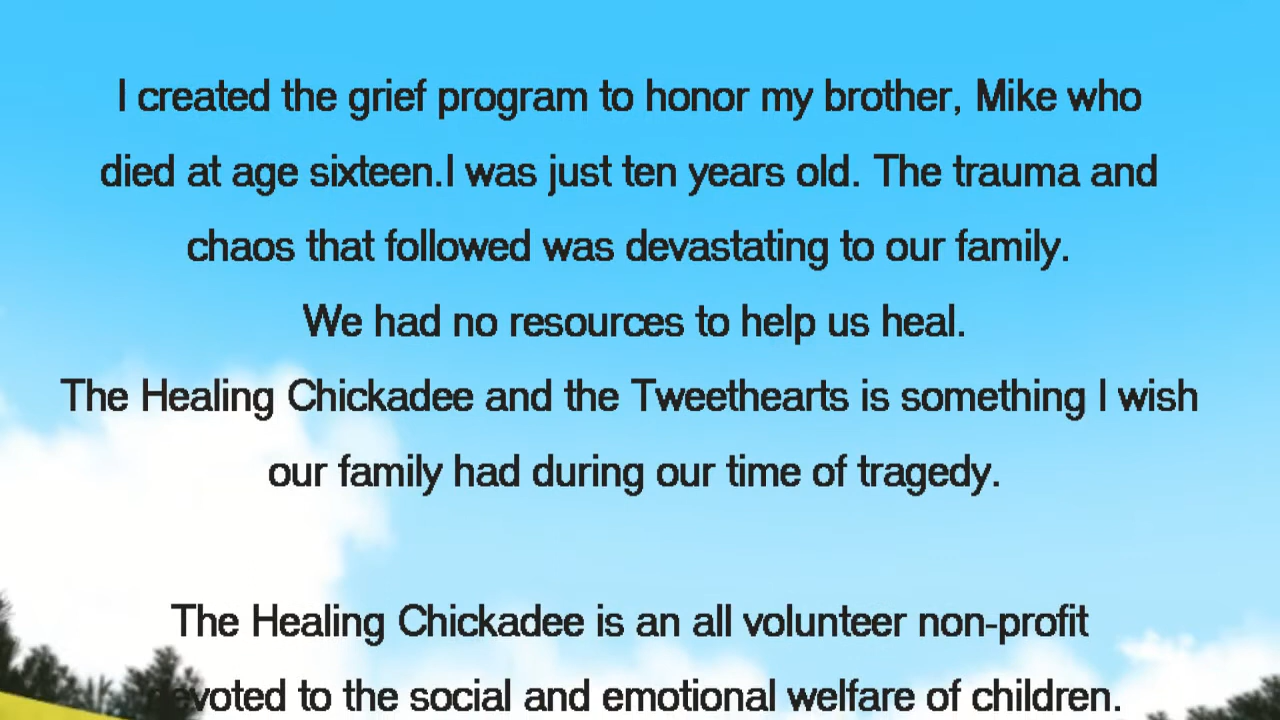 I created the grief program to honor my brother, Mike who
died at age sixteen.I was just ten years old. The trauma and
chaos that followed was devastating to our family.
We had no resources to help us heal.
The Healing Chickadee and the Tweethearts is something I wish
our family had during our time of tragedy.
The Healing Chickadee is an all volunteer non-profit
devoted to the social and emotional welfare of children.